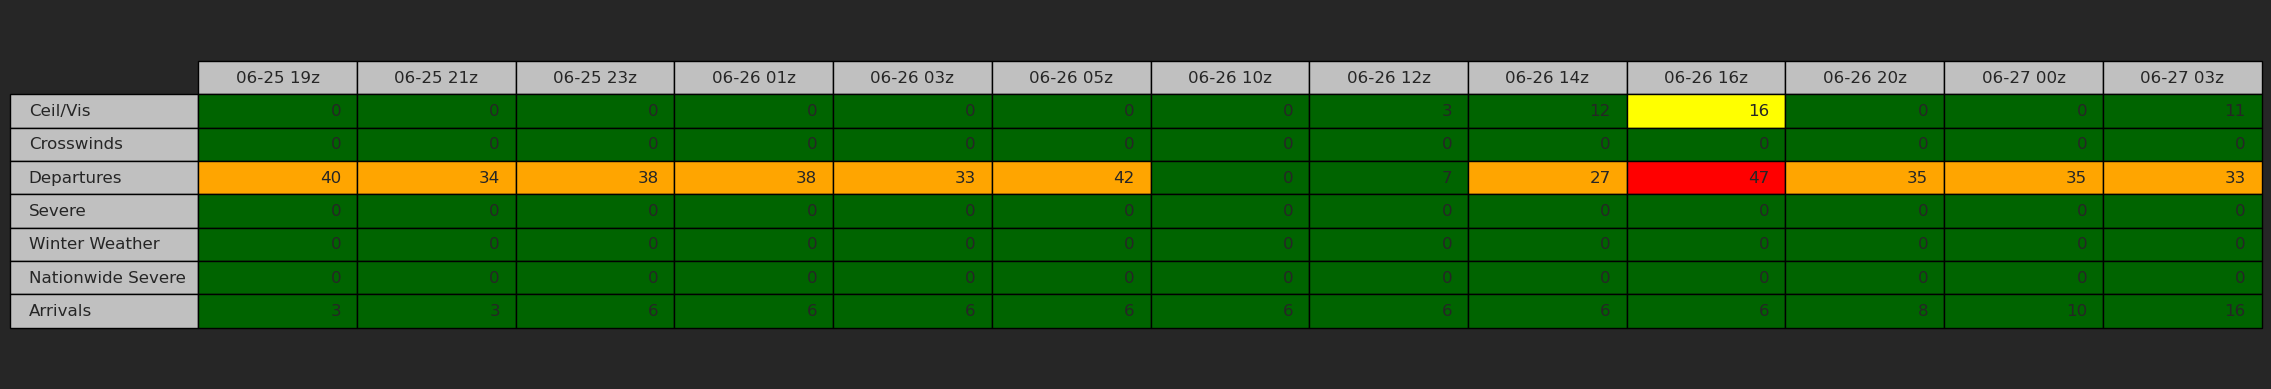 06-25 19z 06-25 21z 06-25 23z 06-26 01z 06-26 03z 06-26 05z 06-26 10z 06-26 12z 06-26 14z 06-26 16z 06-26 20z 06-27 00z 06-27 03z
Ceil/Vis 0 0 0 0 0 0 0 3 12 16 0 0 11
Crosswinds 0 0 0 0 0 0 0 0 0 0 0 0 0
Departures 40 34 38 38 33 42 0 7 27 47 35 35 33
Severe 0 0 0 0 0 0 0 0 0 0 0 0 0
Winter Weather 0 0 0 0 0 0 0 0 0 0 0 0 0
Nationwide Severe 0 0 0 0 0 0 0 0 0 0 0 0 0
Arrivals 3 3 6 6 6 6 6 6 6 6 8 10 16